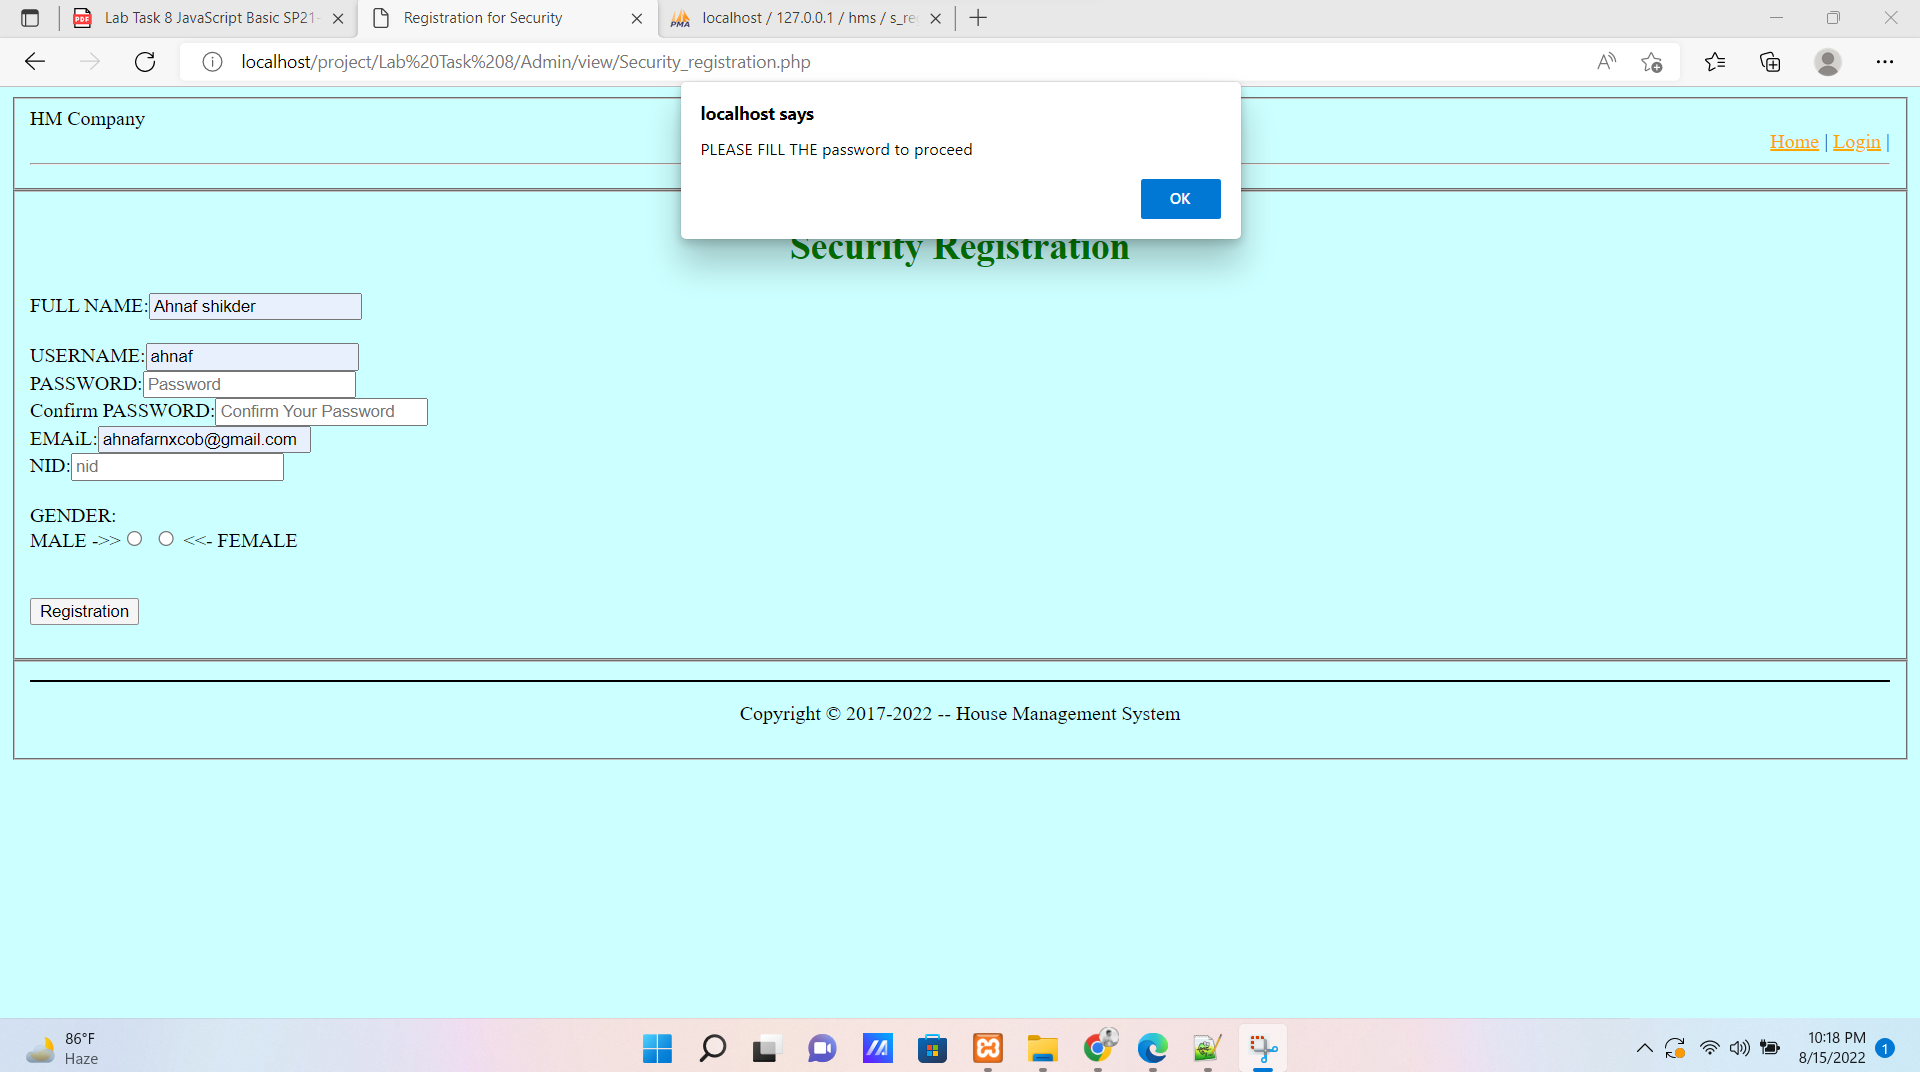 Lab Task 8 JavaScript Basic SP21-
Registration for Security
localhost / 127.0.0.1 / hms / s_re
localhost/project/Lab%20Task%208/Admin/view/Security_registration.php
localhost says
PLEASE FILL THE password to proceed
OK
HM Company
Home | Login |
Security Registration
FULL NAME: Ahnaf shikder
USERNAME: ahnaf
PASSWORD: Password
Confirm PASSWORD: Confirm Your Password
EMAiL: ahnafarnxcob@gmail.com
NID: nid
GENDER:
MALE ->> <<- FEMALE
Registration
Copyright © 2017-2022 -- House Management System
86°F
Haze
10:18 PM
8/15/2022
1